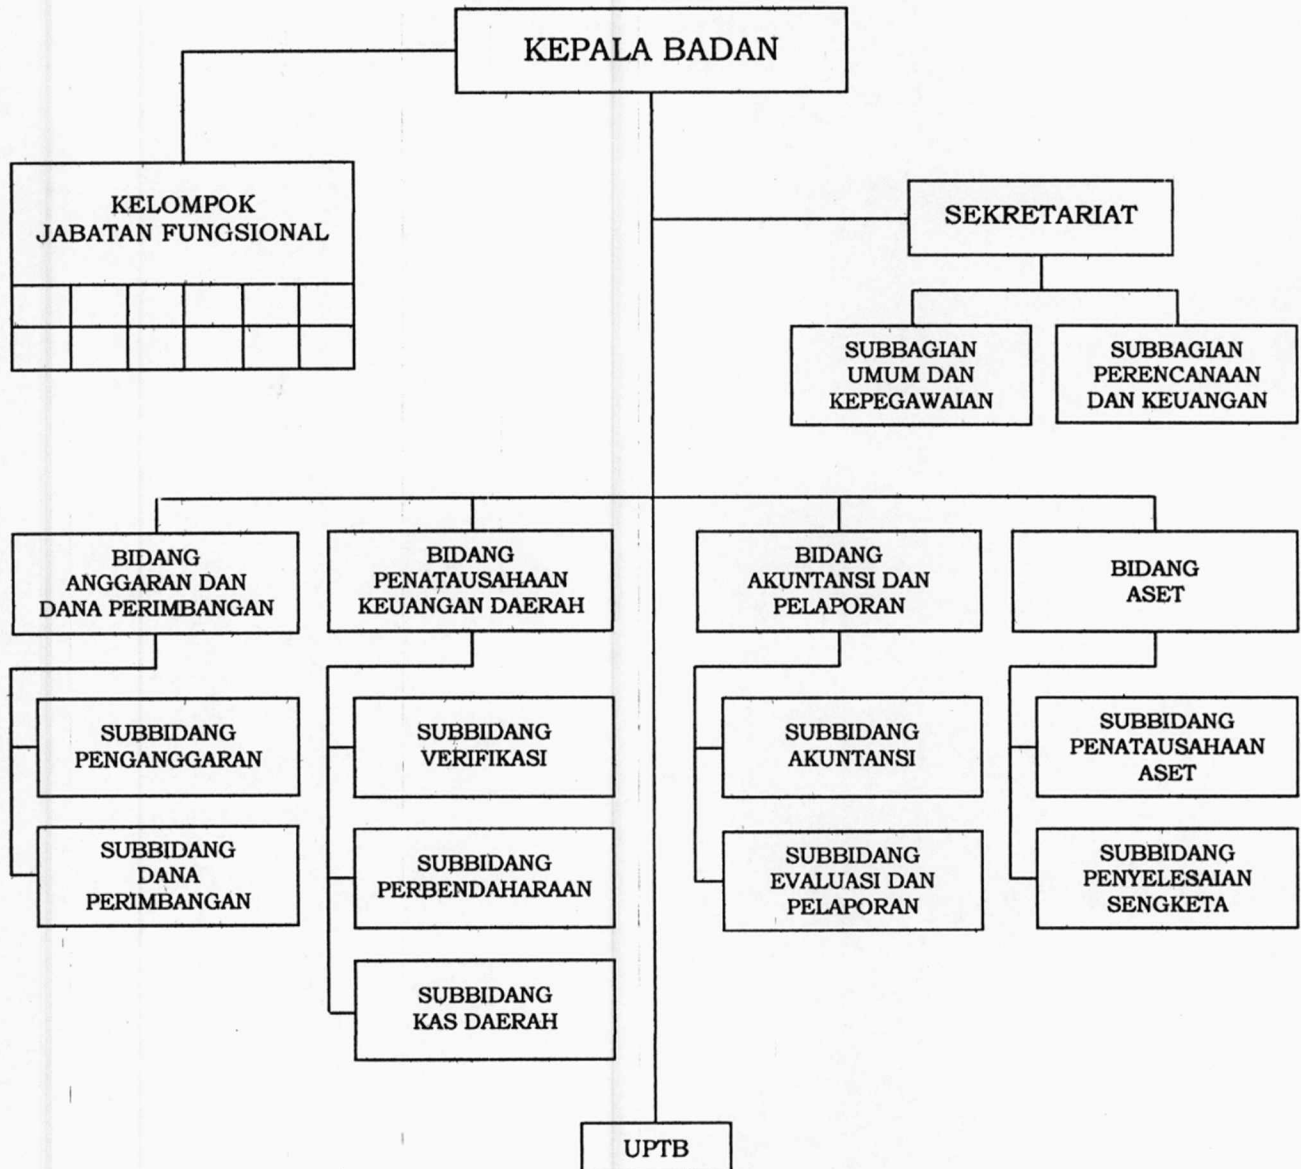 KEPALA BADAN
KELOMPOK
JABATAN FUNGSIONAL
SEKRETARIAT
SUBBAGIAN
UMUM DAN
KEPEGAWAIAN
SUBBAGIAN
PERENCANAAN
DAN KEUANGAN
BIDANG
ANGGARAN DAN
DANA PERIMBANGAN
BIDANG
PENATAUSAHAAN
KEUANGAN DAERAH
BIDANG
AKUNTANSI DAN
PELAPORAN
BIDANG
ASET
SUBBIDANG
PENGANGGARAN
SUBBIDANG
VERIFIKASI
SUBBIDANG
AKUNTANSI
SUBBIDANG
PENATAUSAHAAN
ASET
SUBBIDANG
DANA
PERIMBANGAN
SUBBIDANG
PERBENDAHARAAN
SUBBIDANG
EVALUASI DAN
PELAPORAN
SUBBIDANG
PENYELESAIAN
SENGKETA
SUBBIDANG
KAS DAERAH
UPTB